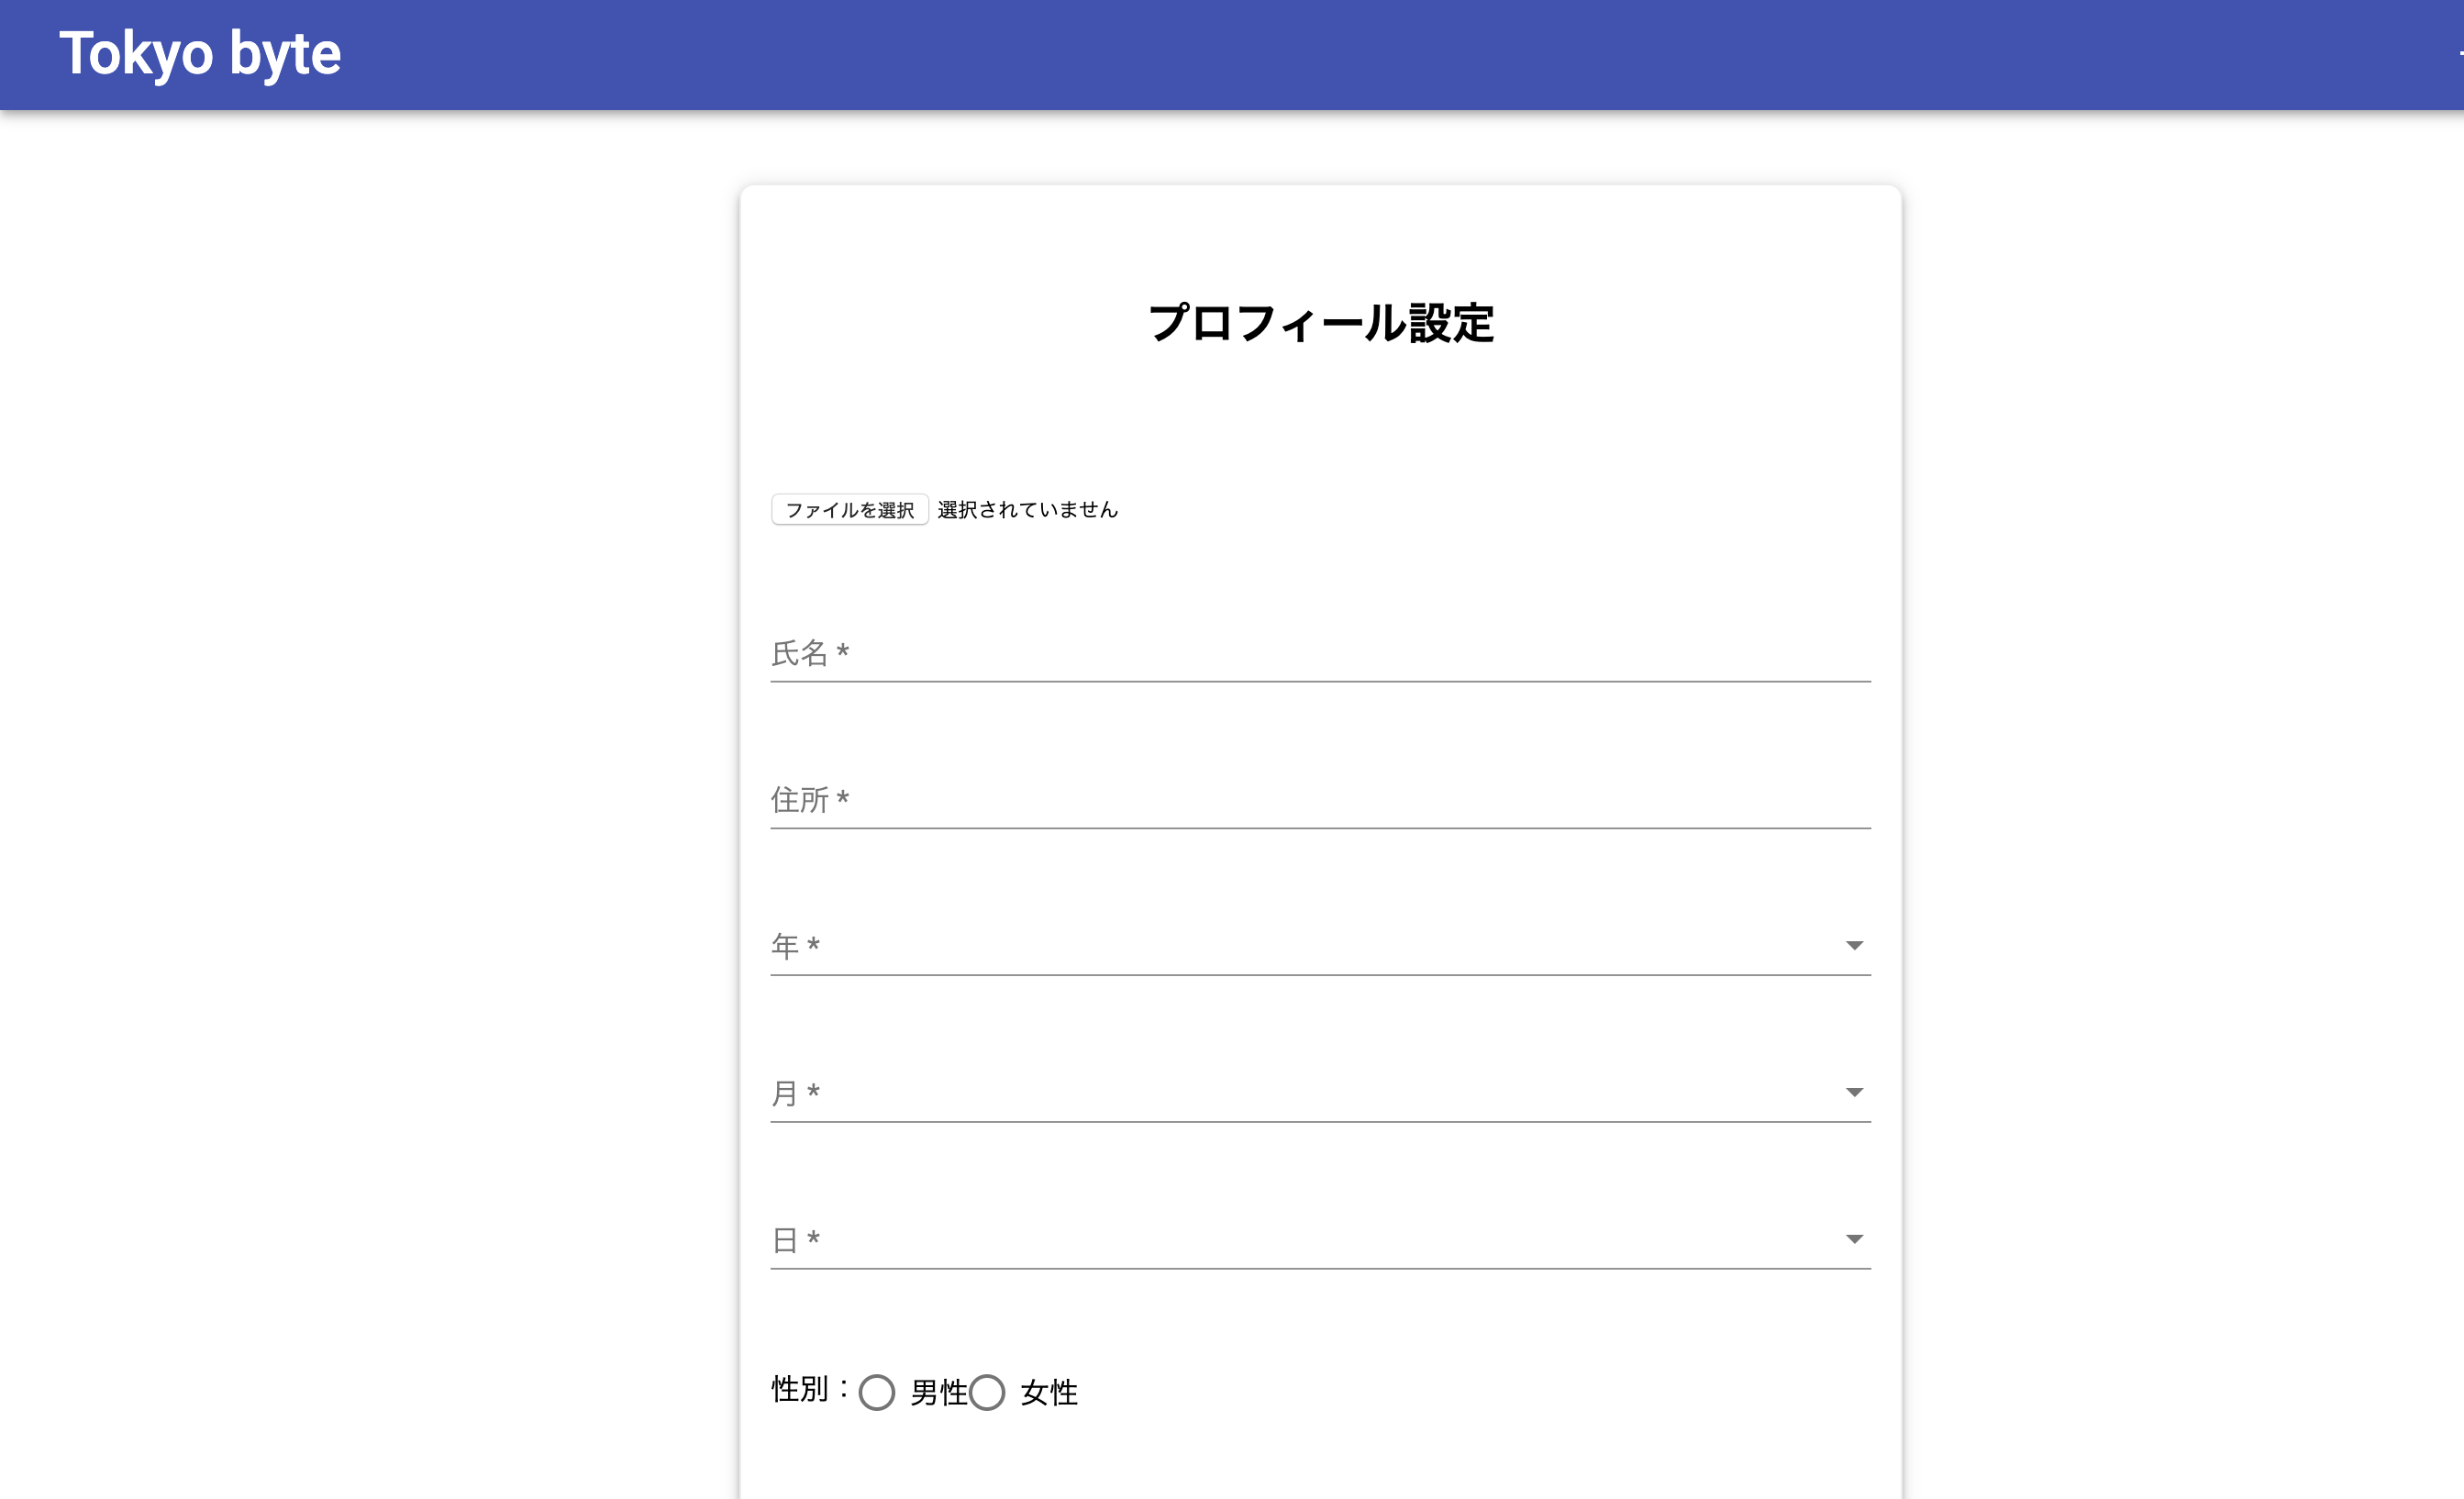 Tokyo byte
プロフィール設定
ファイルを選択 選択されていません
氏名 *
住所 *
年 *
月 *
日 *
性別： 男性 女性